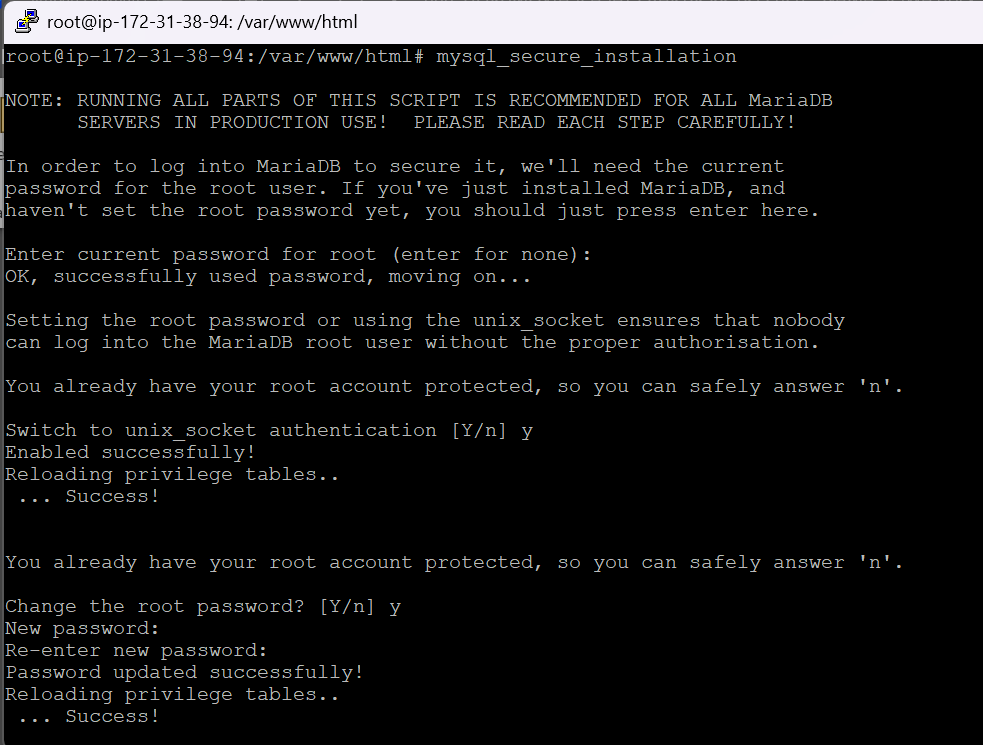 root@ip-172-31-38-94: /var/www/html
root@ip-172-31-38-94:/var/www/html# mysql_secure_installation
NOTE: RUNNING ALL PARTS OF THIS SCRIPT IS RECOMMENDED FOR ALL MariaDB
      SERVERS IN PRODUCTION USE!  PLEASE READ EACH STEP CAREFULLY!
In order to log into MariaDB to secure it, we'll need the current
password for the root user. If you've just installed MariaDB, and
haven't set the root password yet, you should just press enter here.
Enter current password for root (enter for none):
OK, successfully used password, moving on...
Setting the root password or using the unix_socket ensures that nobody
can log into the MariaDB root user without the proper authorisation.
You already have your root account protected, so you can safely answer 'n'.
Switch to unix_socket authentication [Y/n] y
Enabled successfully!
Reloading privilege tables..
 ... Success!
You already have your root account protected, so you can safely answer 'n'.
Change the root password? [Y/n] y
New password:
Re-enter new password:
Password updated successfully!
Reloading privilege tables..
 ... Success!